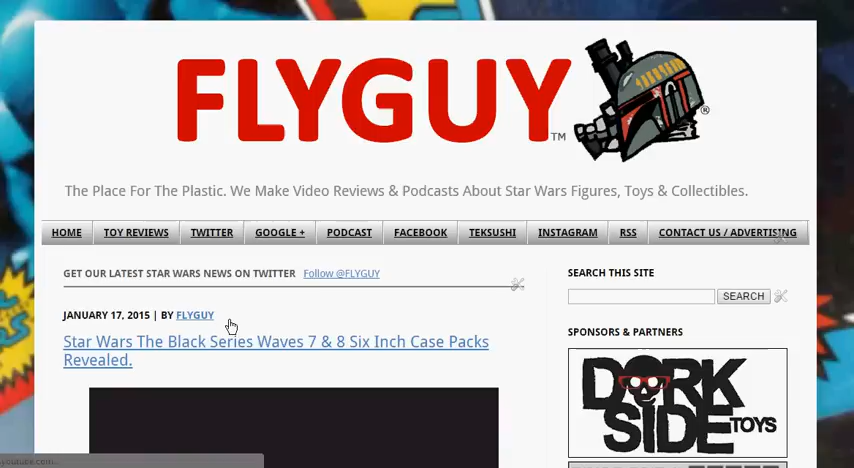 FLYGUY™ ®
The Place For The Plastic. We Make Video Reviews & Podcasts About Star Wars Figures, Toys & Collectibles.
HOME TOY REVIEWS TWITTER GOOGLE + PODCAST FACEBOOK TEKSUSHI INSTAGRAM RSS CONTACT US / ADVERTISING
GET OUR LATEST STAR WARS NEWS ON TWITTER Follow @FLYGUY
JANUARY 17, 2015 | BY FLYGUY
Star Wars The Black Series Waves 7 & 8 Six Inch Case Packs
Revealed.
SEARCH THIS SITE
SEARCH
SPONSORS & PARTNERS
DORK
SIDE TOYS